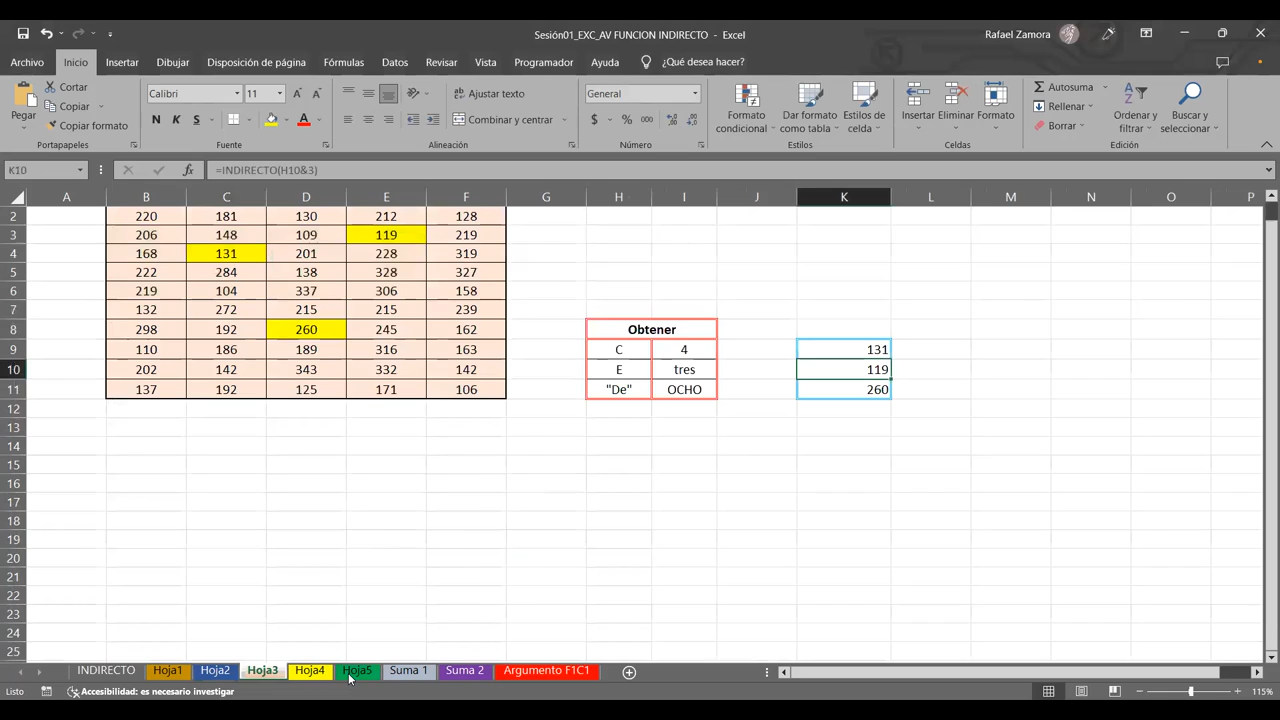 Sesión01_EXC_AV FUNCION INDIRECTO - Excel
Rafael Zamora
Archivo Inicio Insertar Dibujar Disposición de página Fórmulas Datos Revisar Vista Programador Ayuda ¿Qué desea hacer?
Pegar
Cortar
Copiar
Copiar formato
Portapapeles
Calibri 11
N K S
Fuente
Ajustar texto
Combinar y centrar
Alineación
General
$ % 000
Número
Formato condicional
Dar formato como tabla
Estilos de celda
Estilos
Insertar Eliminar Formato
Celdas
Autosuma
Rellenar
Borrar
Ordenar y filtrar
Buscar y seleccionar
Edición
K10 fx =INDIRECTO(H10&3)
A B C D E F G H I J K L M N O P
2 220 181 130 212 128
3 206 148 109 119 219
4 168 131 201 228 319
5 222 284 138 328 327
6 219 104 337 306 158
7 132 272 215 215 239
8 298 192 260 245 162 Obtener
9 110 186 189 316 163 C 4 131
10 202 142 343 332 142 E tres 119
11 137 192 125 171 106 "De" OCHO 260
12
13
14
15
16
17
18
19
20
21
22
23
24
25
INDIRECTO Hoja1 Hoja2 Hoja3 Hoja4 Hoja5 Suma 1 Suma 2 Argumento F1C1
Listo Accesibilidad: es necesario investigar 115%